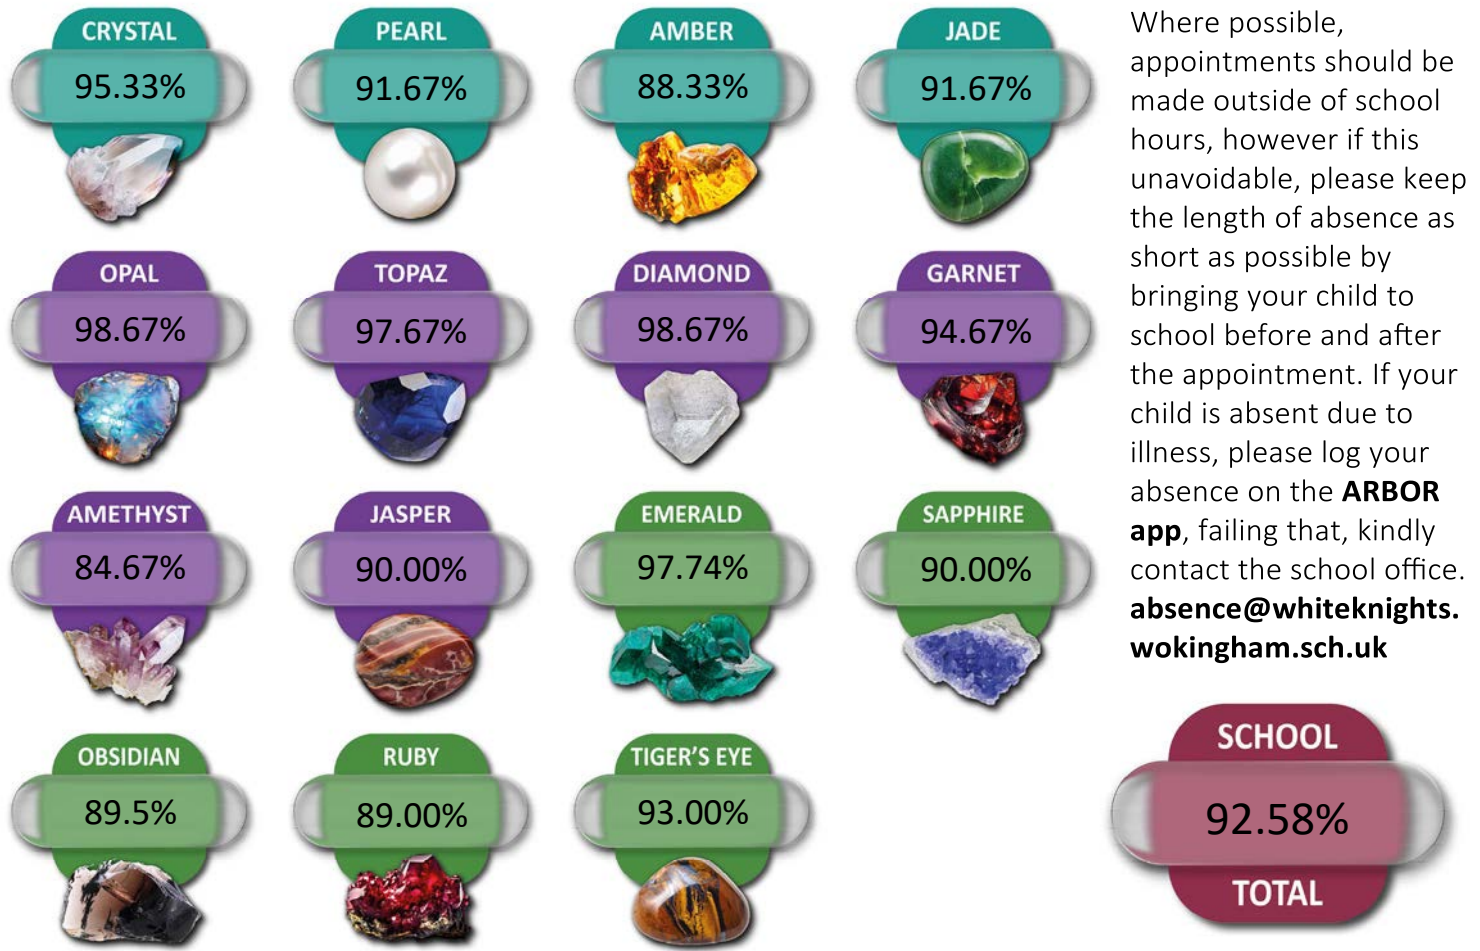 CRYSTAL
95.33%
PEARL
91.67%
AMBER
88.33%
JADE
91.67%
OPAL
98.67%
TOPAZ
97.67%
DIAMOND
98.67%
GARNET
94.67%
AMETHYST
84.67%
JASPER
90.00%
EMERALD
97.74%
SAPPHIRE
90.00%
OBSIDIAN
89.5%
RUBY
89.00%
TIGER'S EYE
93.00%
Where possible,
appointments should be
made outside of school
hours, however if this
unavoidable, please keep
the length of absence as
short as possible by
bringing your child to
school before and after
the appointment. If your
child is absent due to
illness, please log your
absence on the ARBOR
app, failing that, kindly
contact the school office.
absence@whiteknights.
wokingham.sch.uk
SCHOOL
92.58%
TOTAL